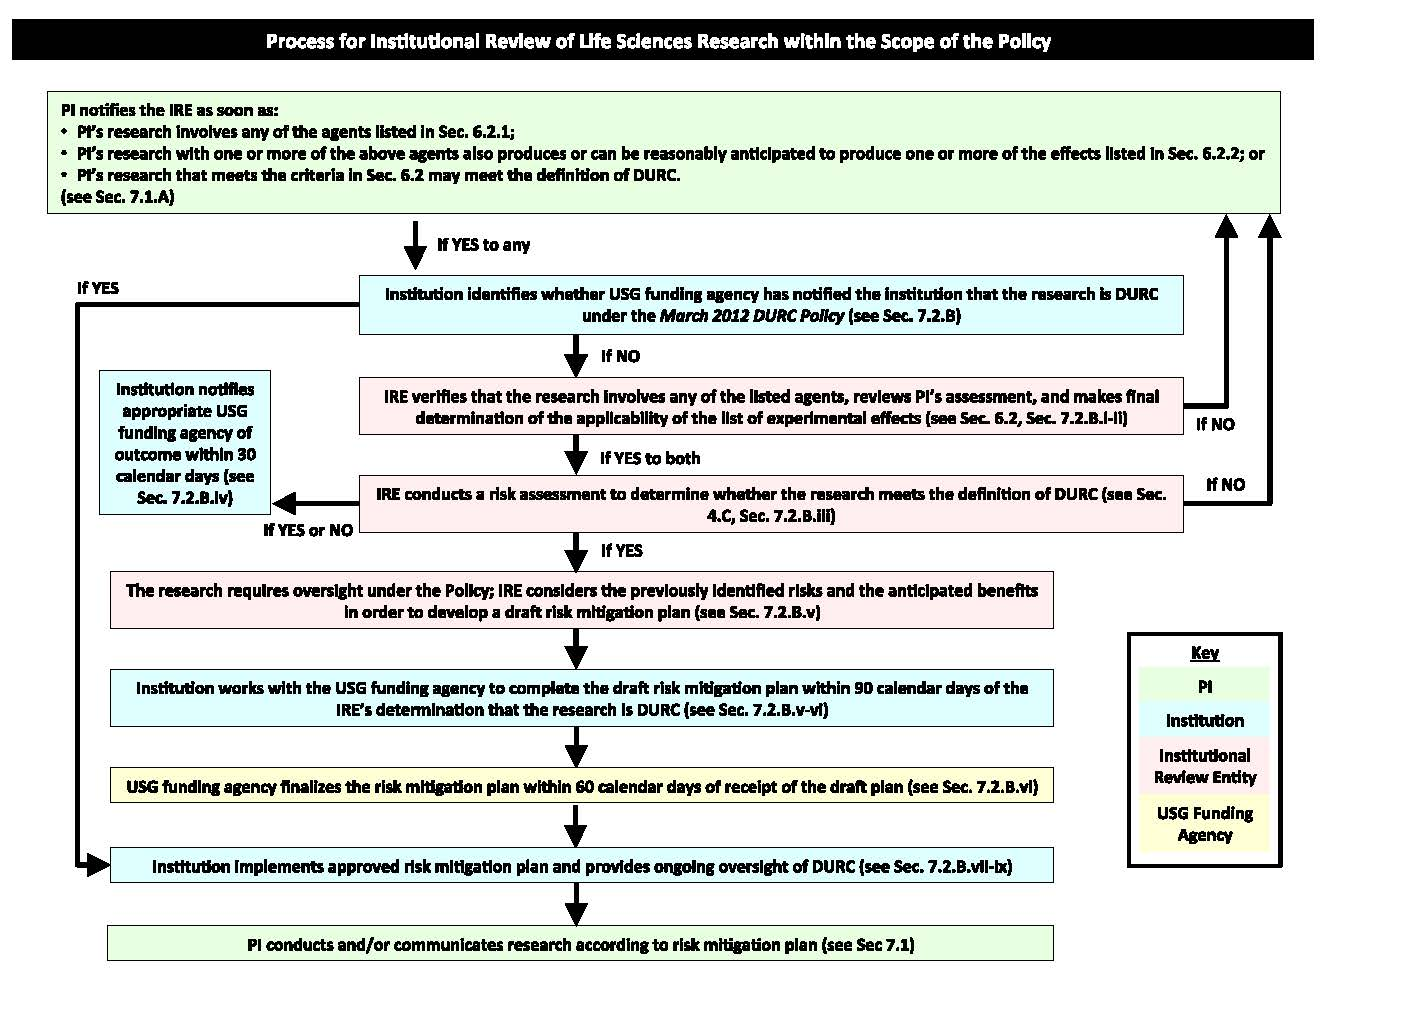 Process for Institutional Review of Life Sciences Research within the Scope of the Policy
PI notifies the IRE as soon as:
• PI's research involves any of the agents listed in Sec. 6.2.1;
• PI's research with one or more of the above agents also produces or can be reasonably anticipated to produce one or more of the effects listed in Sec. 6.2.2; or
• PI's research that meets the criteria in Sec. 6.2 may meet the definition of DURC.
(see Sec. 7.1.A)
If YES to any
If YES
Institution identifies whether USG funding agency has notified the institution that the research is DURC
under the March 2012 DURC Policy (see Sec. 7.2.B)
If NO
Institution notifies
appropriate USG
funding agency of
outcome within 30
calendar days (see
Sec. 7.2.B.iv)
IRE verifies that the research involves any of the listed agents, reviews PI's assessment, and makes final
determination of the applicability of the list of experimental effects (see Sec. 6.2, Sec. 7.2.B.i-ii)
If NO
If YES to both
IRE conducts a risk assessment to determine whether the research meets the definition of DURC (see Sec.
4.C, Sec. 7.2.B.iii)
If NO
If YES or NO
If YES
The research requires oversight under the Policy; IRE considers the previously identified risks and the anticipated benefits
in order to develop a draft risk mitigation plan (see Sec. 7.2.B.v)
Institution works with the USG funding agency to complete the draft risk mitigation plan within 90 calendar days of the
IRE's determination that the research is DURC (see Sec. 7.2.B.v-vi)
USG funding agency finalizes the risk mitigation plan within 60 calendar days of receipt of the draft plan (see Sec. 7.2.B.vi)
Institution implements approved risk mitigation plan and provides ongoing oversight of DURC (see Sec. 7.2.B.vii-ix)
PI conducts and/or communicates research according to risk mitigation plan (see Sec 7.1)
Key
PI
Institution
Institutional
Review Entity
USG Funding
Agency